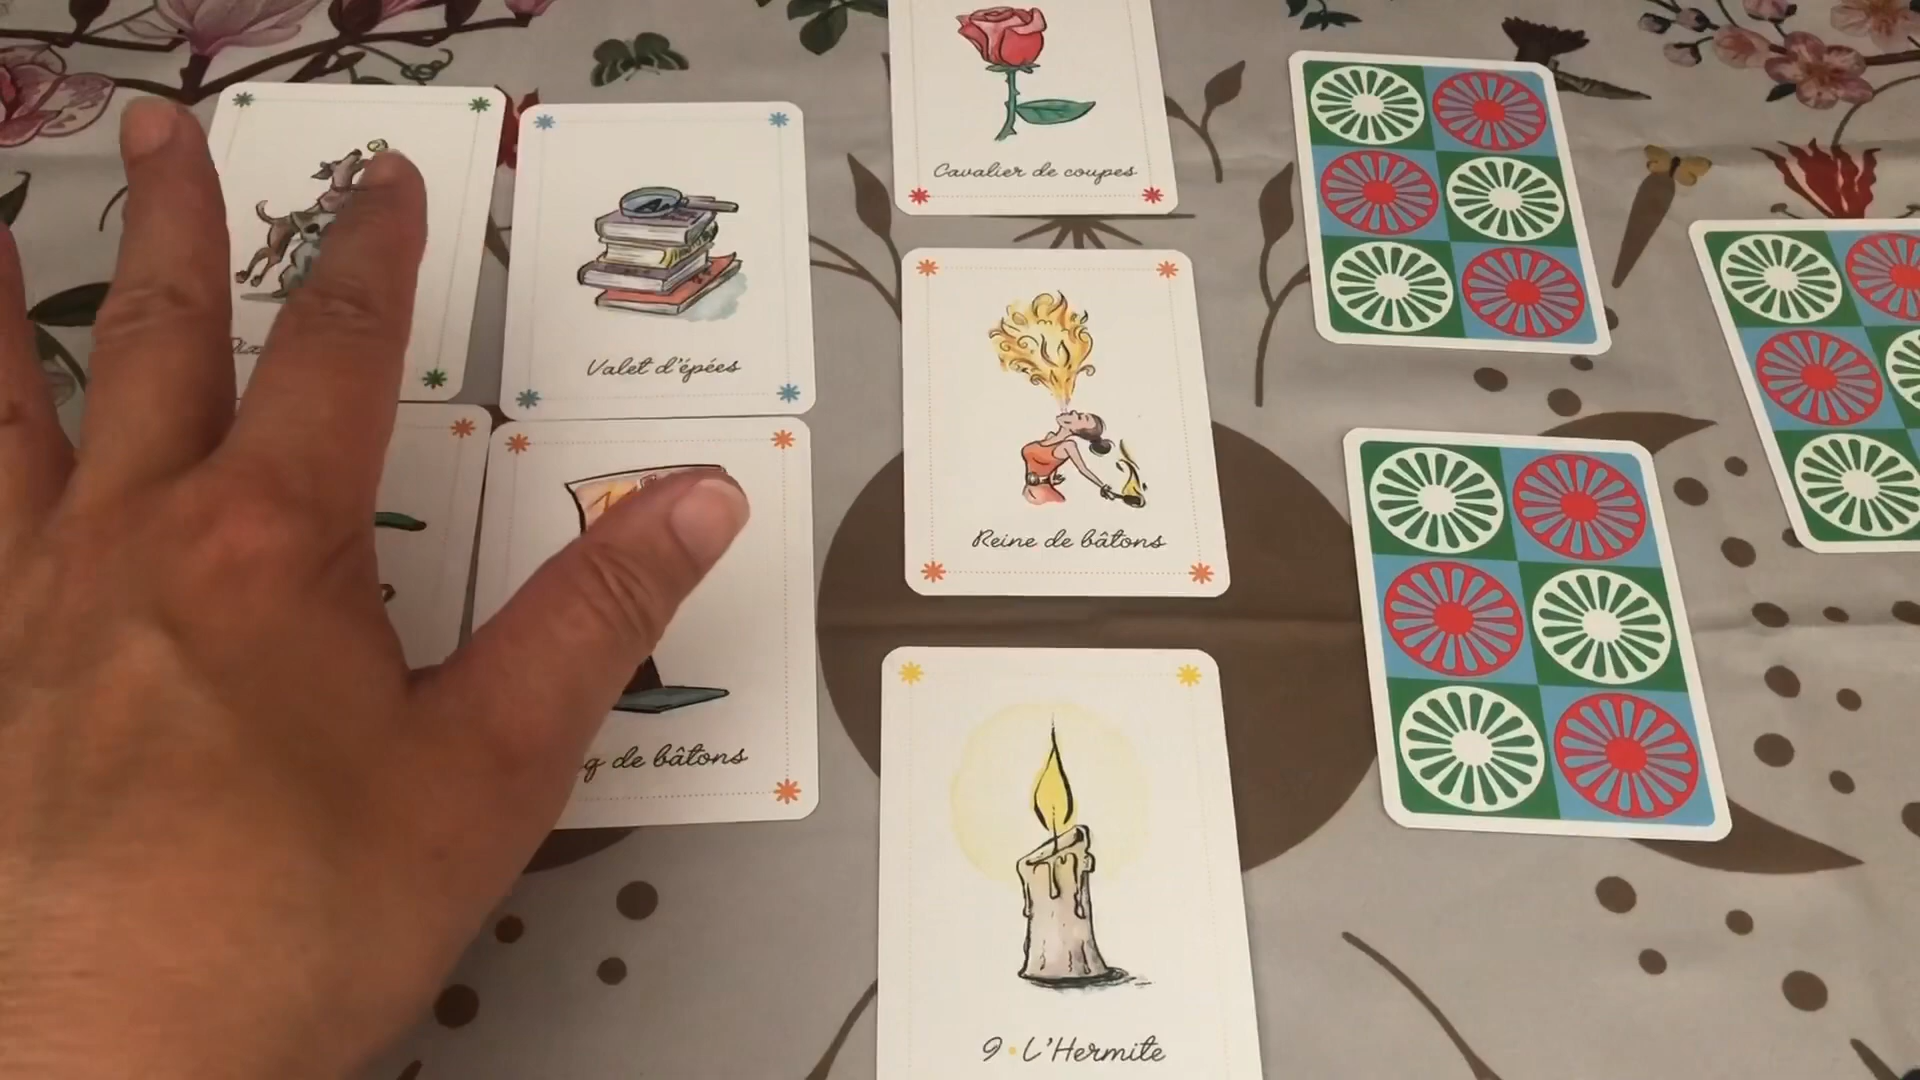 Cavalier de coupes
Valet d'épées
Reine de bâtons
de bâtons
9 • L'Hermite